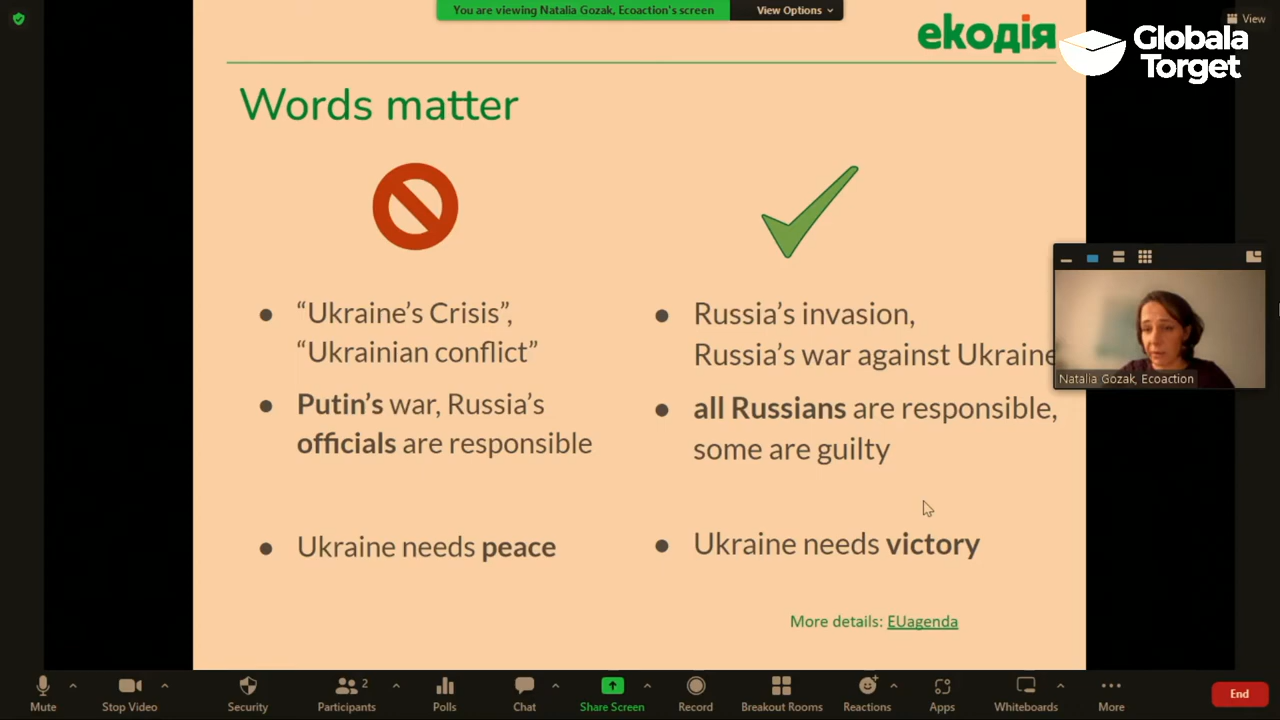 You are viewing Natalia Gozak, Ecoaction's screen
View Options
View
екодія
Globala
Torget
Words matter
● “Ukraine’s Crisis”,
“Ukrainian conflict”
● Putin’s war, Russia’s
officials are responsible
● Ukraine needs peace
● Russia’s invasion,
Russia’s war against Ukraine
● all Russians are responsible,
some are guilty
● Ukraine needs victory
More details: EUagenda
Natalia Gozak, Ecoaction
Mute
Stop Video
Security
Participants
2
Polls
Chat
Share Screen
Record
Breakout Rooms
Reactions
Apps
Whiteboards
More
End